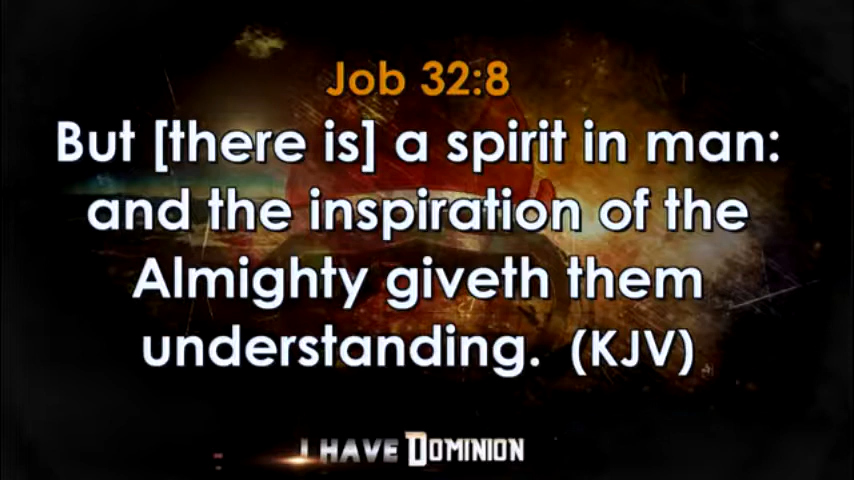 Job 32:8
But [there is] a spirit in man:
and the inspiration of the
Almighty giveth them
understanding. (KJV)
I HAVE DOMINION